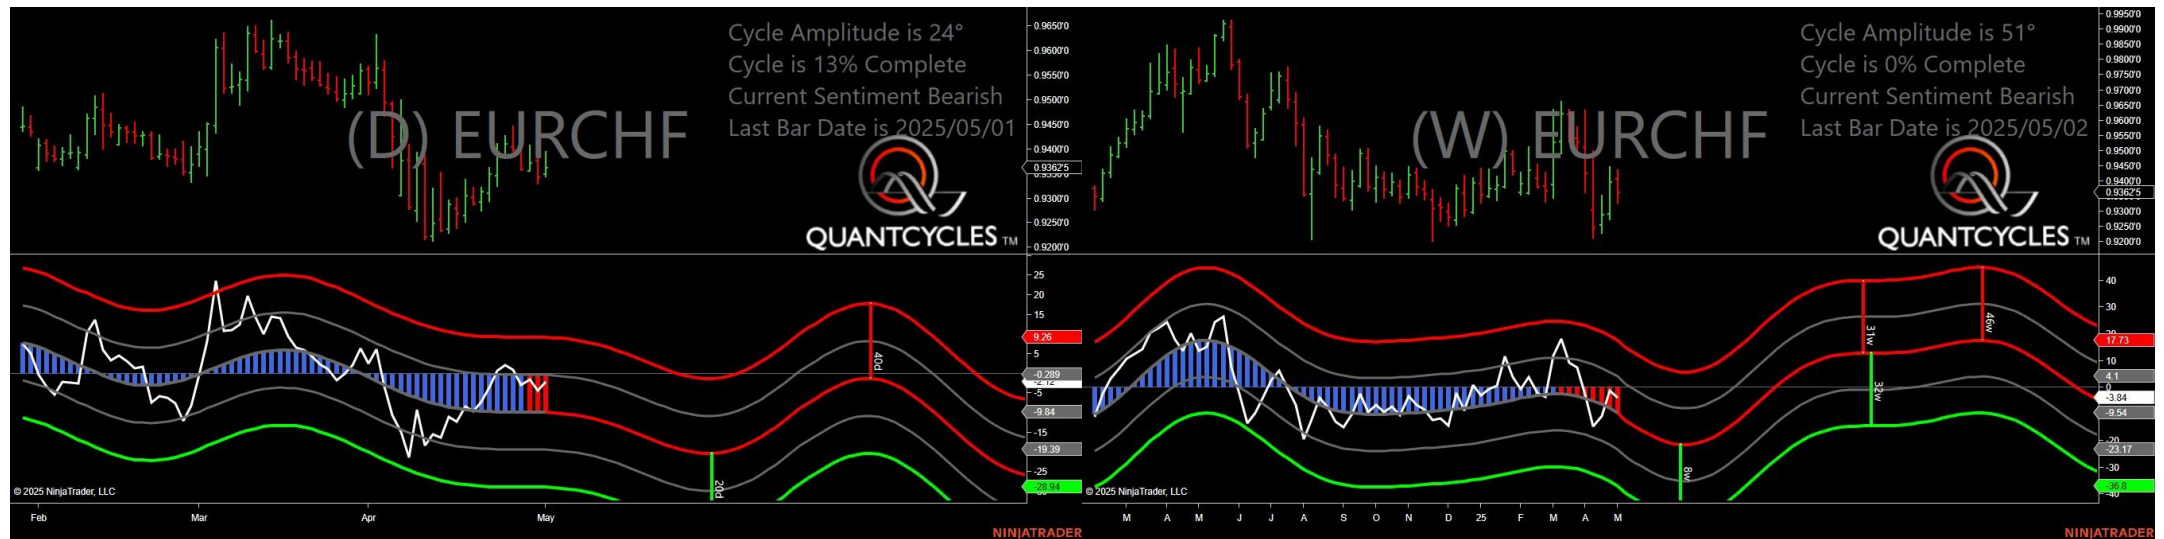 Cycle Amplitude is 24°
Cycle is 13% Complete
Current Sentiment Bearish
Last Bar Date is 2025/05/01
(D) EURCHF
QUANTCYCLES TM
0.9650'0
0.9600'0
0.9550'0
0.9500'0
0.9450'0
0.9400'0
0.9362'5
0.9300'0
0.9250'0
0.9200'0
25
20
15
9.26
5
-0.289
-2.12
-5
-9.84
-15
-19.39
-25
-28.94
40d
20d
© 2025 NinjaTrader, LLC
Feb Mar Apr May
NINJATRADER
Cycle Amplitude is 51°
Cycle is 0% Complete
Current Sentiment Bearish
Last Bar Date is 2025/05/02
(W) EURCHF
QUANTCYCLES TM
0.9950'0
0.9900'0
0.9850'0
0.9800'0
0.9750'0
0.9700'0
0.9650'0
0.9600'0
0.9550'0
0.9500'0
0.9450'0
0.9400'0
0.9362'5
0.9300'0
0.9250'0
0.9200'0
40
30
17.73
10
4.1
0
-3.84
-9.54
-20
-23.17
-30
-36.8
-40
31w
46w
32w
8w
© 2025 NinjaTrader, LLC
M A M J J A S O N D 25 F M A M
NINJATRADER